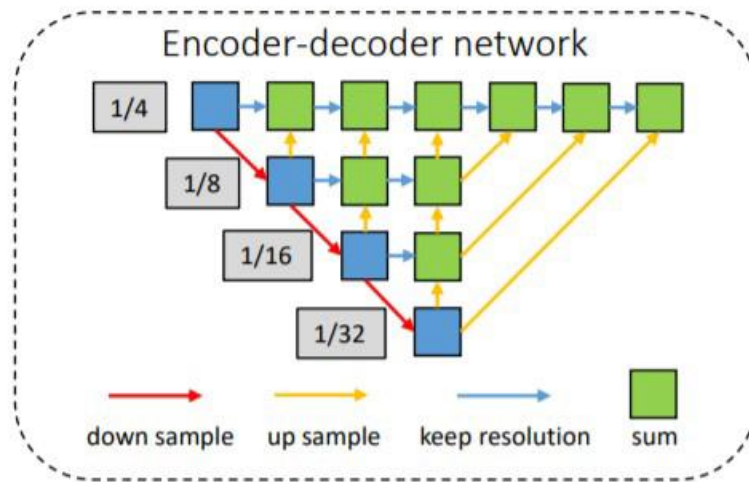 Encoder-decoder network
1/4
1/8
1/16
1/32
down sample up sample keep resolution sum